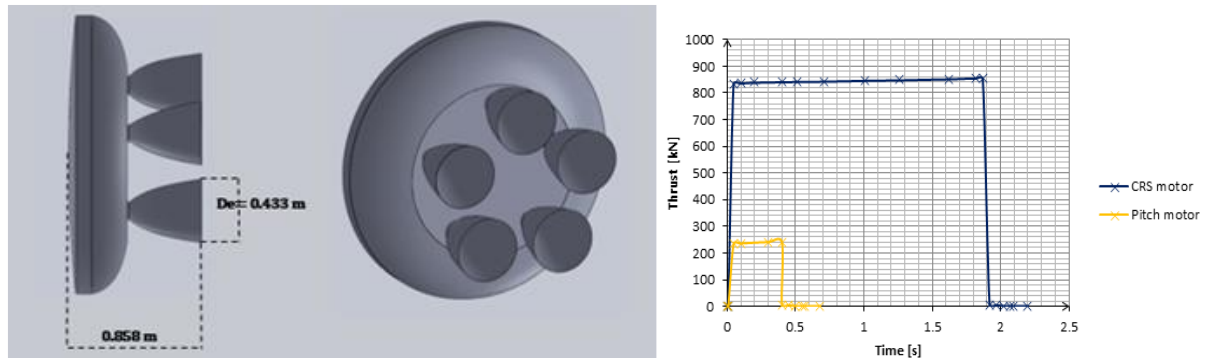 De= 0.433 m
0.858 m
Thrust [kN]
1000
900
800
700
600
500
400
300
200
100
0
0
0.5
1
1.5
2
2.5
Time [s]
CRS motor
Pitch motor